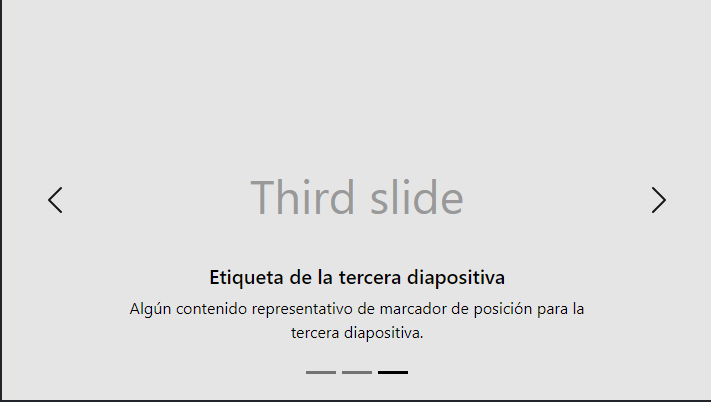 Third slide
Etiqueta de la tercera diapositiva
Algún contenido representativo de marcador de posición para la
tercera diapositiva.